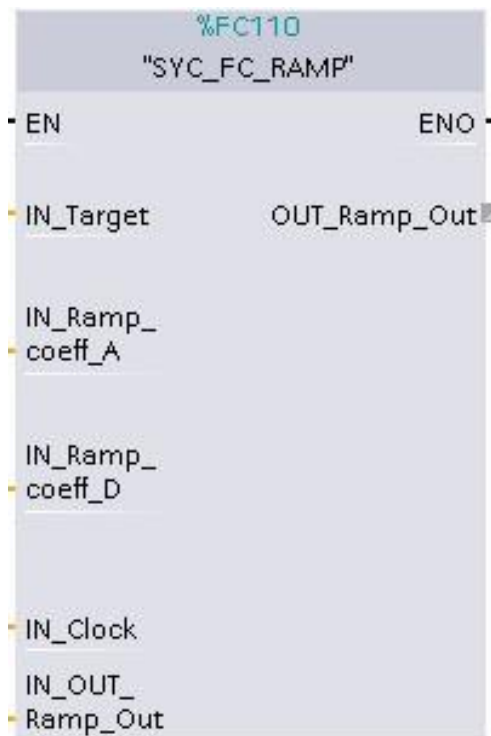 %FC110
"SYC_FC_RAMP"
EN ENO
IN_Target OUT_Ramp_Out
IN_Ramp_
coeff_A
IN_Ramp_
coeff_D
IN_Clock
IN_OUT_
Ramp_Out